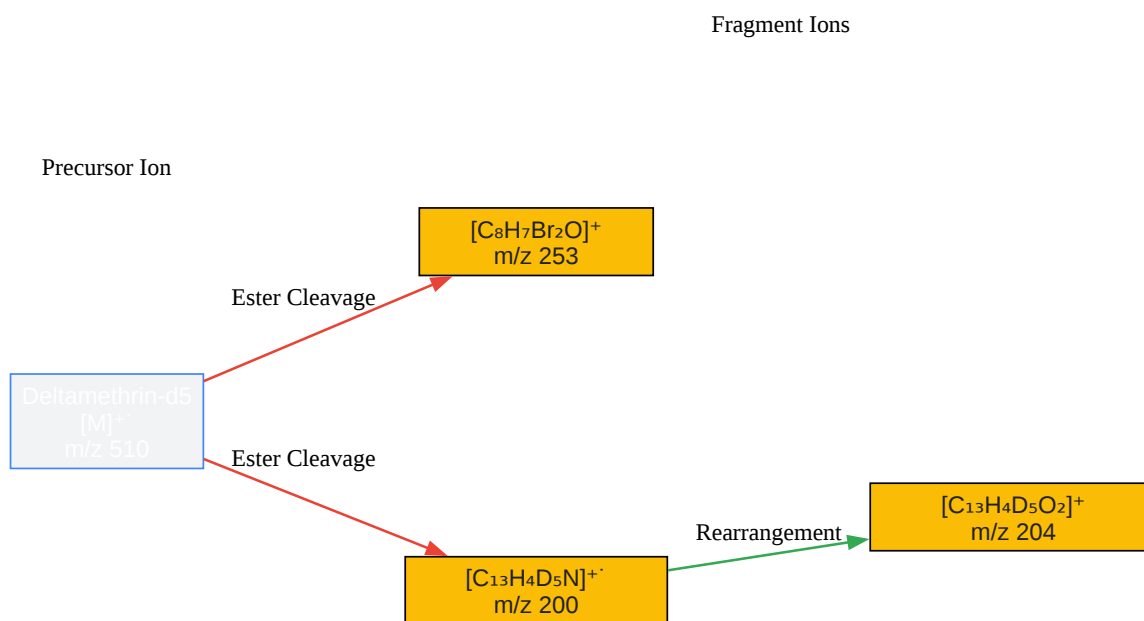 Fragment Ions
Precursor Ion
[C₈H₇Br₂O]⁺
m/z 253
Ester Cleavage
Deltamethrin-d5
[M]⁺˙
m/z 510
Ester Cleavage
[C₁₃H₄D₅O₂]⁺
m/z 204
Rearrangement
[C₁₃H₄D₅N]⁺˙
m/z 200